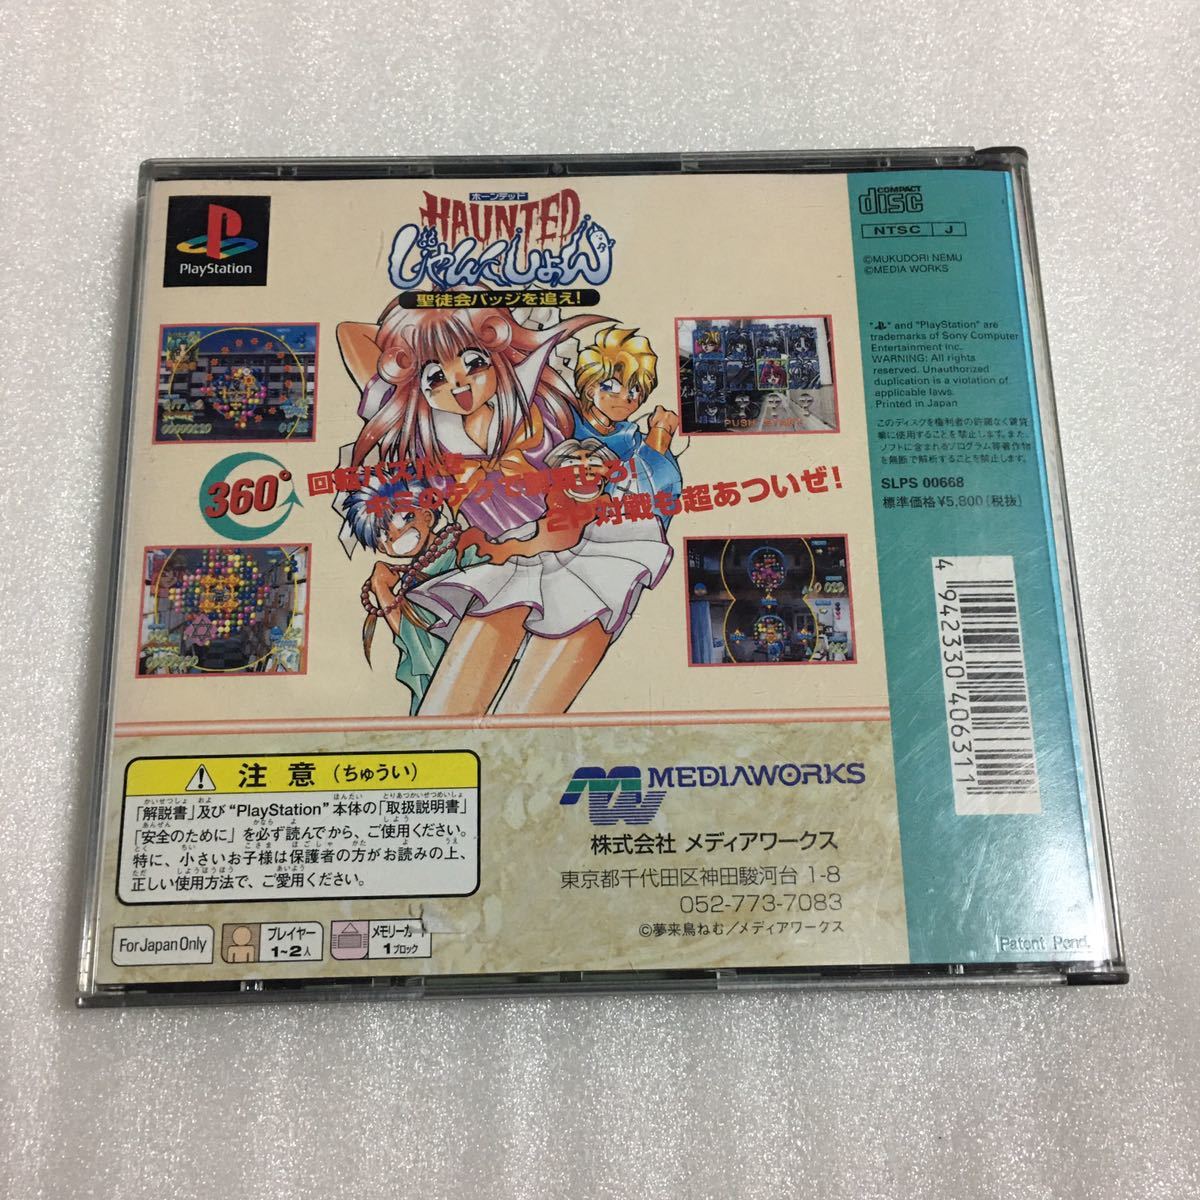 PlayStation
ホーンデッド
HAUNTED
じゃんくしょん
聖徒会バッジを追え!
COMPACT
disc
NTSC J
©MUKUDORI NEMU
©MEDIA WORKS
" " and "PlayStation" are
trademarks of Sony Computer
Entertainment Inc.
WARNING: All rights
reserved. Unauthorized
duplication is a violation of
applicable laws.
Printed in Japan
このディスクを権利者の許諾なく賃貸
業に使用することを禁止します。また、
ソフトに含まれるプログラム等著作物
を無断で解析することも禁止します。
SLPS 00668
標準価格¥5,800(税抜)
4 942330 406311
PUSH START
360°
回転パズルを
キミのテクで制覇しろ!
2P対戦も超あついぜ!
注意(ちゅうい)
「解説書」及び"PlayStation"本体の「取扱説明書」
「安全のために」を必ず読んでから、ご使用ください。
特に、小さいお子様は保護者の方がお読みの上、
正しい使用方法で、ご愛用ください。
For Japan Only
プレイヤー
1~2人
メモリーカード
1ブロック
MEDIAWORKS
株式会社 メディアワークス
東京都千代田区神田駿河台 1-8
052-773-7083
©夢来鳥ねむ/メディアワークス
Patent Pend.